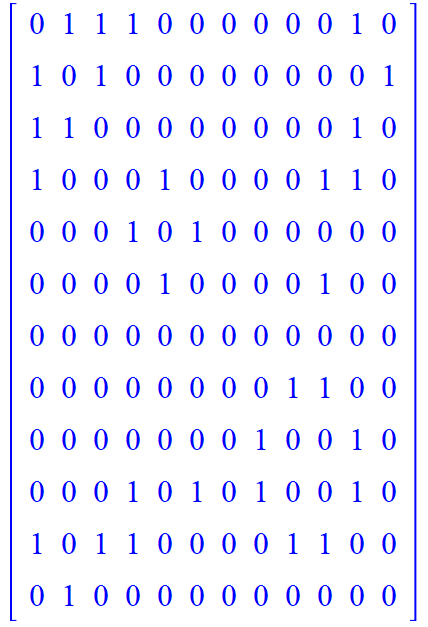 0 1 1 1 0 0 0 0 0 0 1 0
1 0 1 0 0 0 0 0 0 0 0 1
1 1 0 0 0 0 0 0 0 0 1 0
1 0 0 0 1 0 0 0 0 1 1 0
0 0 0 1 0 1 0 0 0 0 0 0
0 0 0 0 1 0 0 0 0 1 0 0
0 0 0 0 0 0 0 0 0 0 0 0
0 0 0 0 0 0 0 0 1 1 0 0
0 0 0 0 0 0 0 1 0 0 1 0
0 0 0 1 0 1 0 1 0 0 1 0
1 0 1 1 0 0 0 0 1 1 0 0
0 1 0 0 0 0 0 0 0 0 0 0